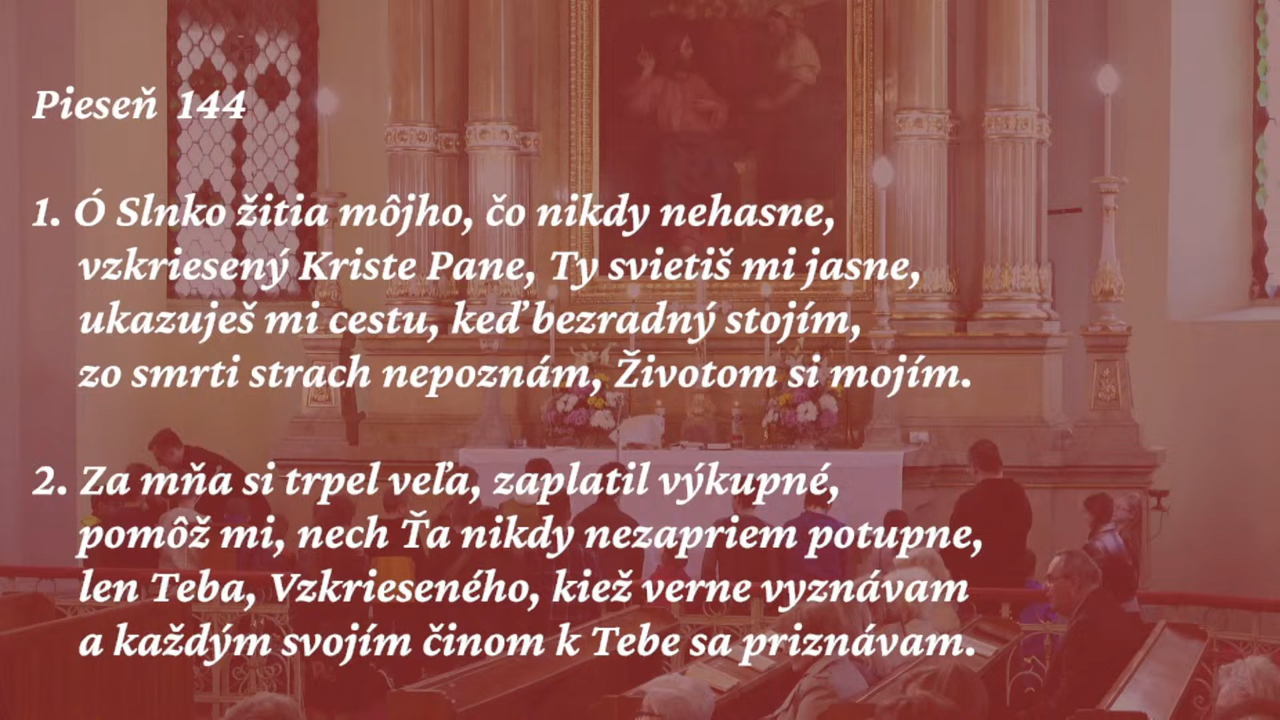 Pieseň 144
1. Ó Slnko žitia môjho, čo nikdy nehasne,
vzkriesený Kriste Pane, Ty svietiš mi jasne,
ukazuješ mi cestu, keď bezradný stojím,
zo smrti strach nepoznám, Životom si mojím.
2. Za mňa si trpel veľa, zaplatil výkupné,
pomôž mi, nech Ťa nikdy nezapriem potupne,
len Teba, Vzkrieseného, kiež verne vyznávam
a každým svojím činom k Tebe sa priznávam.